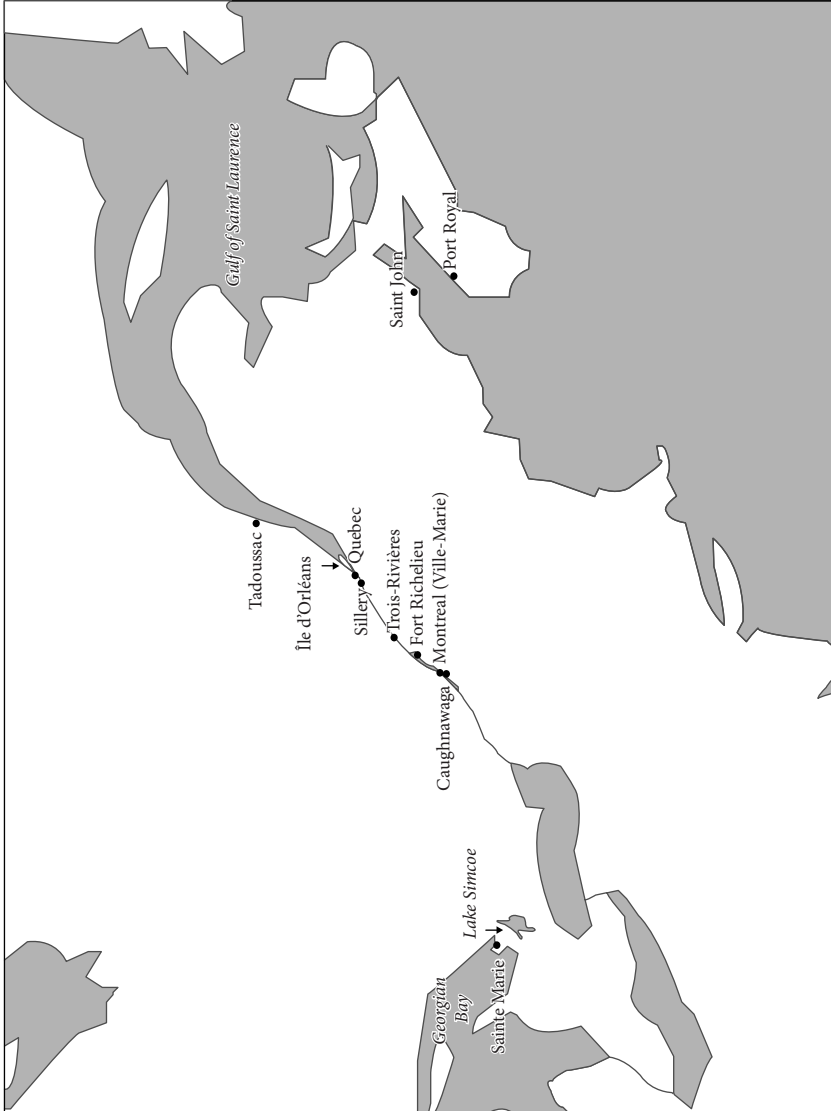 Gulf of Saint Laurence
Saint John
Port Royal
Tadoussac
Île d'Orléans
Quebec
Sillery
Trois-Rivières
Fort Richelieu
Montreal (Ville-Marie)
Caughnawaga
Lake Simcoe
Georgian
Bay
Sainte Marie